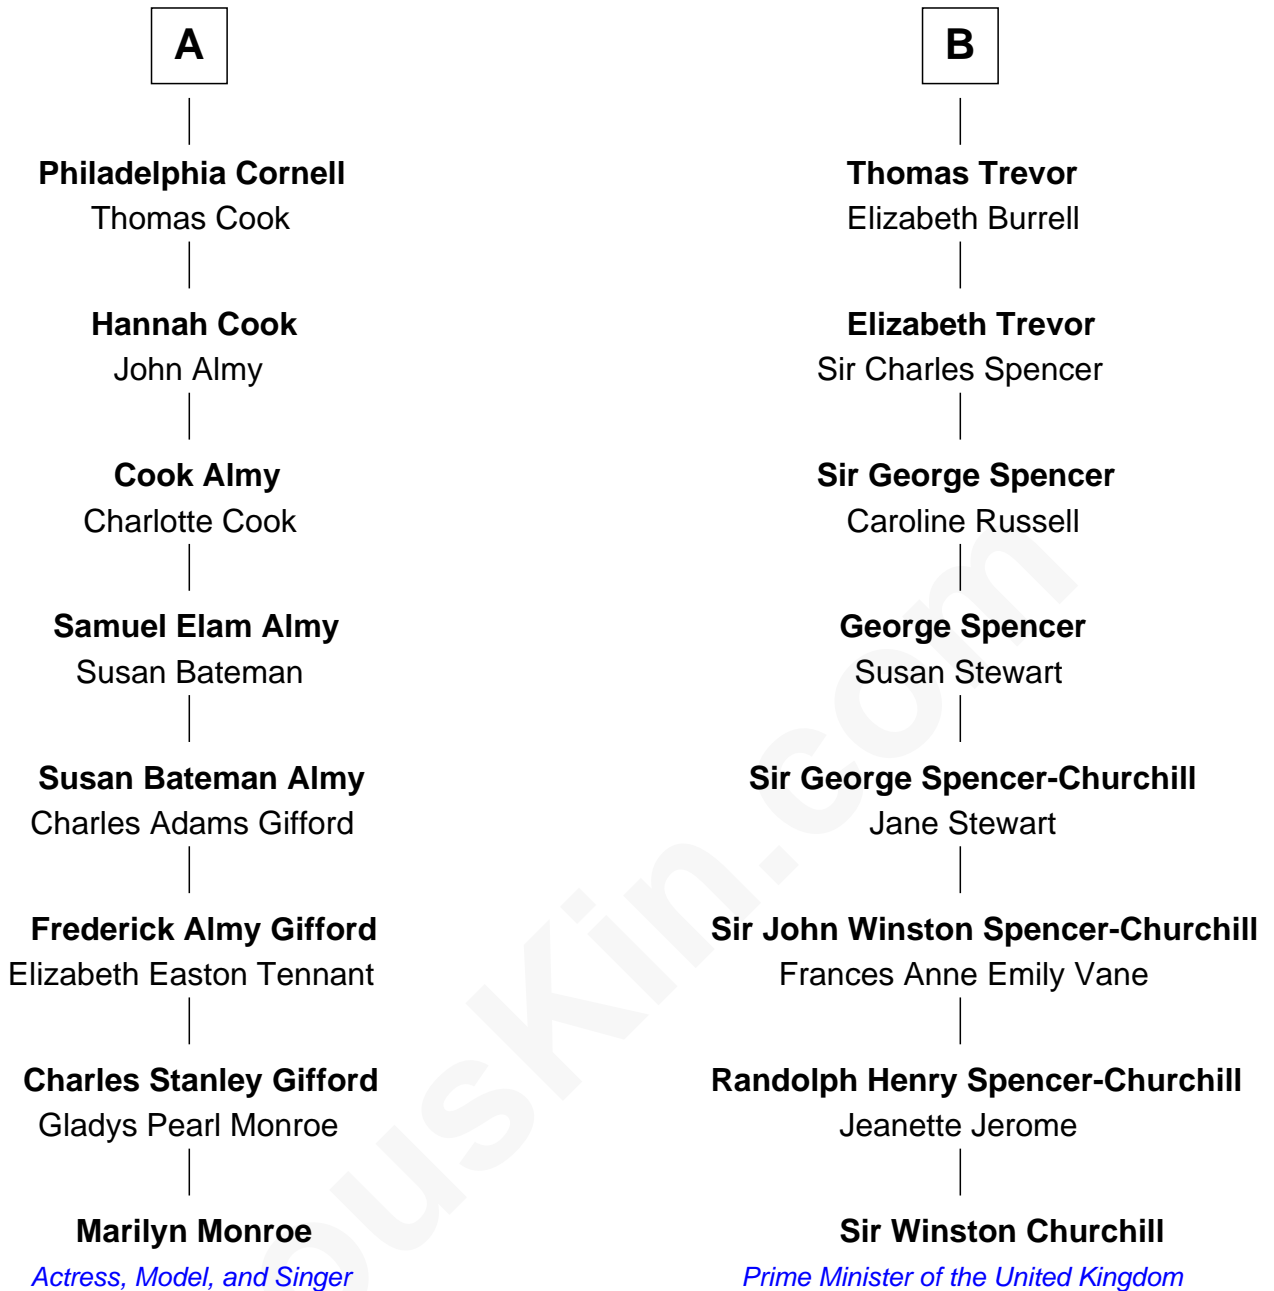 A
Philadelphia Cornell
Thomas Cook
Hannah Cook
John Almy
Cook Almy
Charlotte Cook
Samuel Elam Almy
Susan Bateman
Susan Bateman Almy
Charles Adams Gifford
Frederick Almy Gifford
Elizabeth Easton Tennant
Charles Stanley Gifford
Gladys Pearl Monroe
Marilyn Monroe
Actress, Model, and Singer
B
Thomas Trevor
Elizabeth Burrell
Elizabeth Trevor
Sir Charles Spencer
Sir George Spencer
Caroline Russell
George Spencer
Susan Stewart
Sir George Spencer-Churchill
Jane Stewart
Sir John Winston Spencer-Churchill
Frances Anne Emily Vane
Randolph Henry Spencer-Churchill
Jeanette Jerome
Sir Winston Churchill
Prime Minister of the United Kingdom
ousKin.com